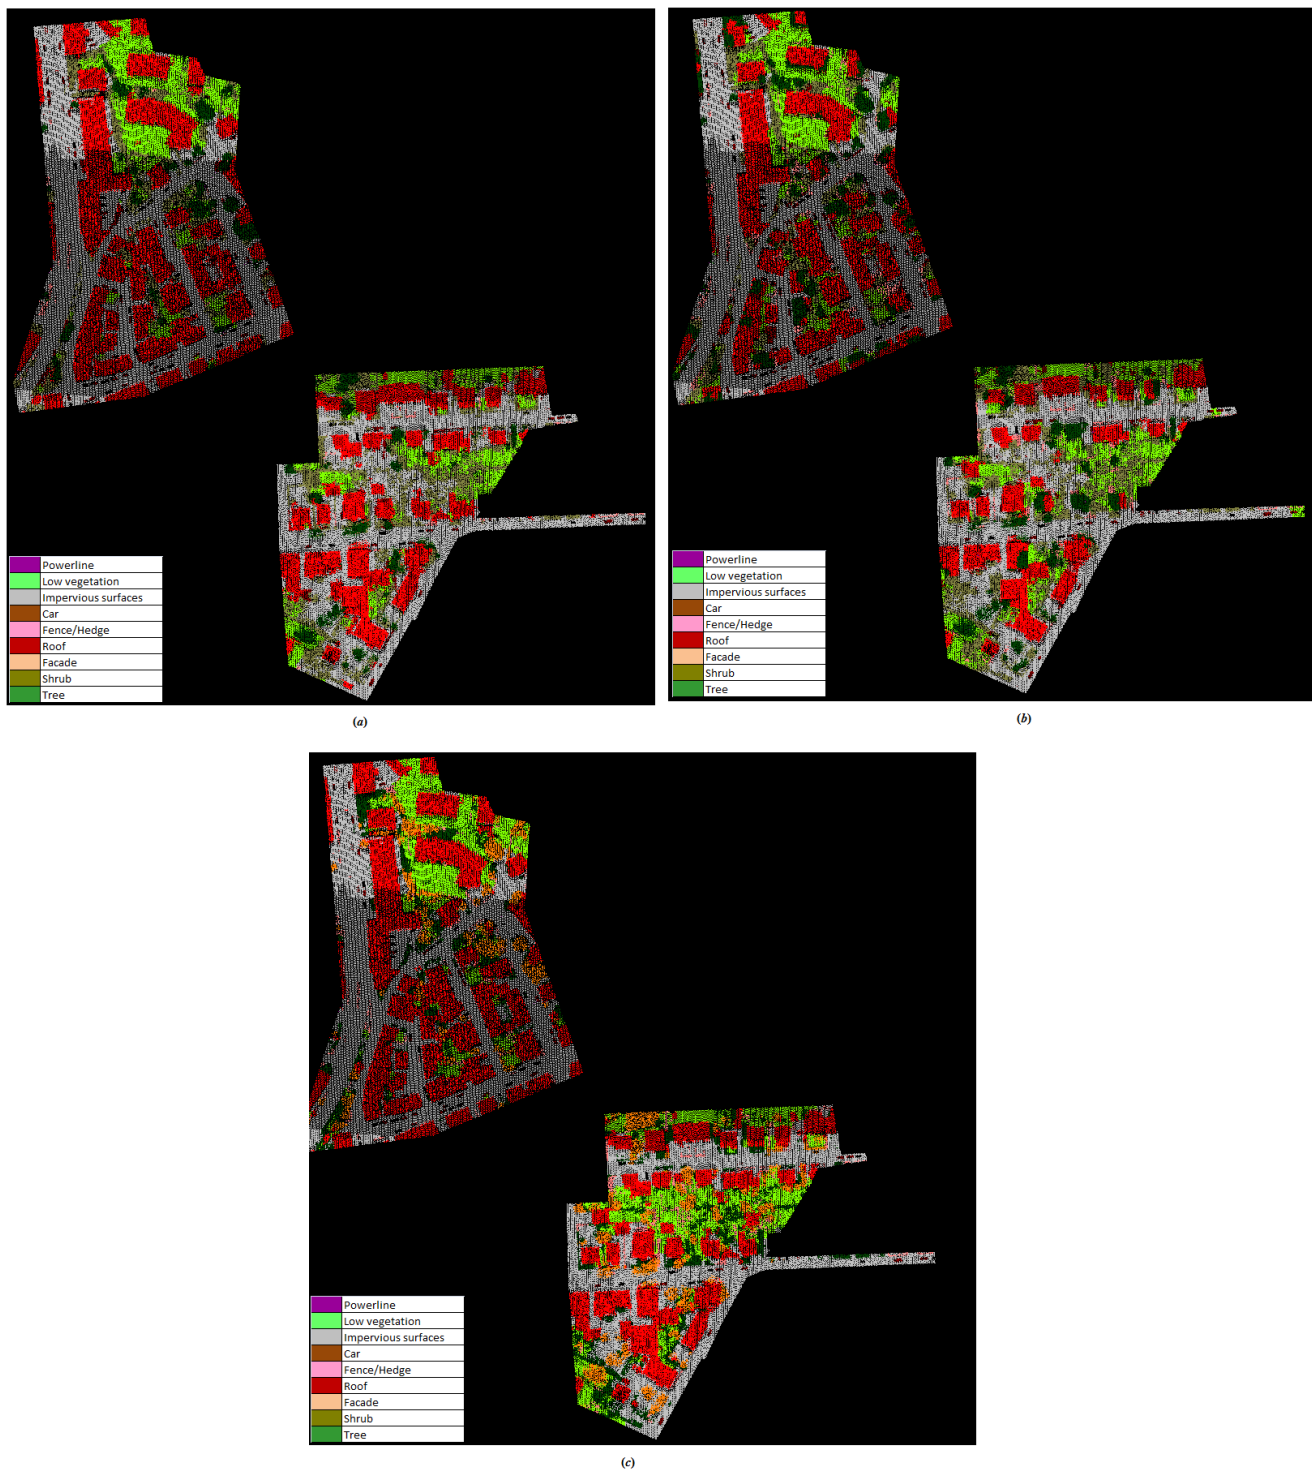 Powerline
Low vegetation
Impervious surfaces
Car
Fence/Hedge
Roof
Facade
Shrub
Tree
(a)
Powerline
Low vegetation
Impervious surfaces
Car
Fence/Hedge
Roof
Facade
Shrub
Tree
(b)
Powerline
Low vegetation
Impervious surfaces
Car
Fence/Hedge
Roof
Facade
Shrub
Tree
(c)